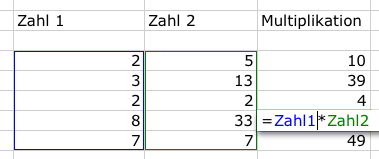 Zahl 1 Zahl 2 Multiplikation
2 5 10
3 13 39
2 2 4
8 33 =Zahl1*Zahl2
7 7 49